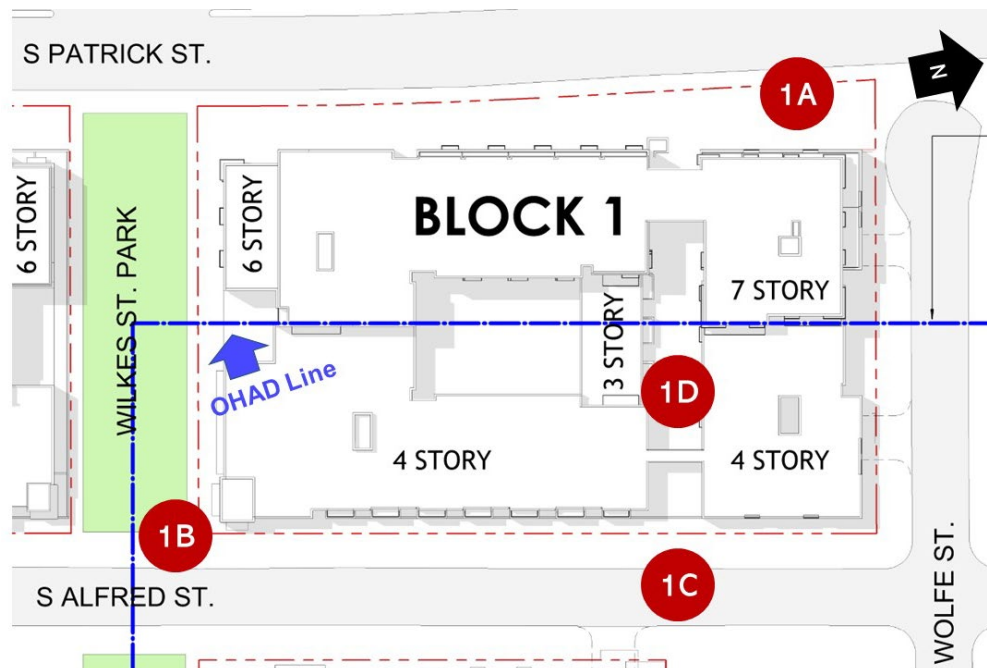 S PATRICK ST.
N
1A
6 STORY
6 STORY
BLOCK 1
7 STORY
WILKES ST. PARK
3 STORY
OHAD Line
1D
4 STORY
4 STORY
1B
1C
S ALFRED ST.
WOLFE ST.